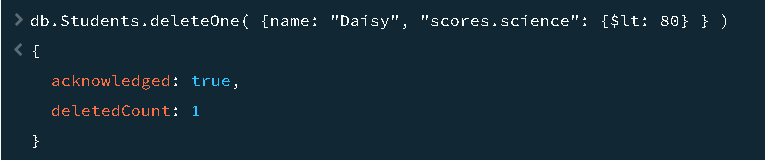 > db.Students.deleteOne( {name: "Daisy", "scores.science": {$lt: 80} } )
< {
acknowledged: true,
deletedCount: 1
}